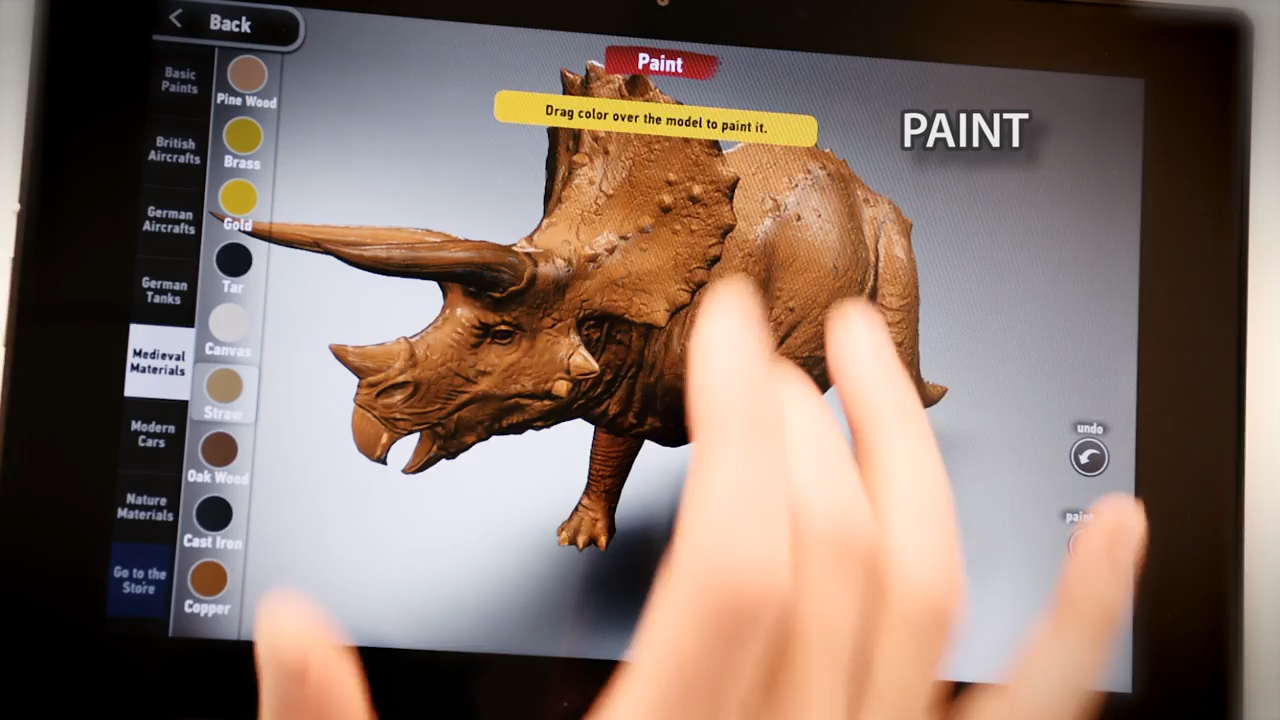 Back
Paint
Drag color over the model to paint it.
PAINT
Basic
Paints
British
Aircrafts
German
Aircrafts
German
Tanks
Medieval
Materials
Modern
Cars
Nature
Materials
Go to the
Store
Pine Wood
Brass
Gold
Tar
Canvas
Straw
Oak Wood
Cast Iron
Copper
undo
paint